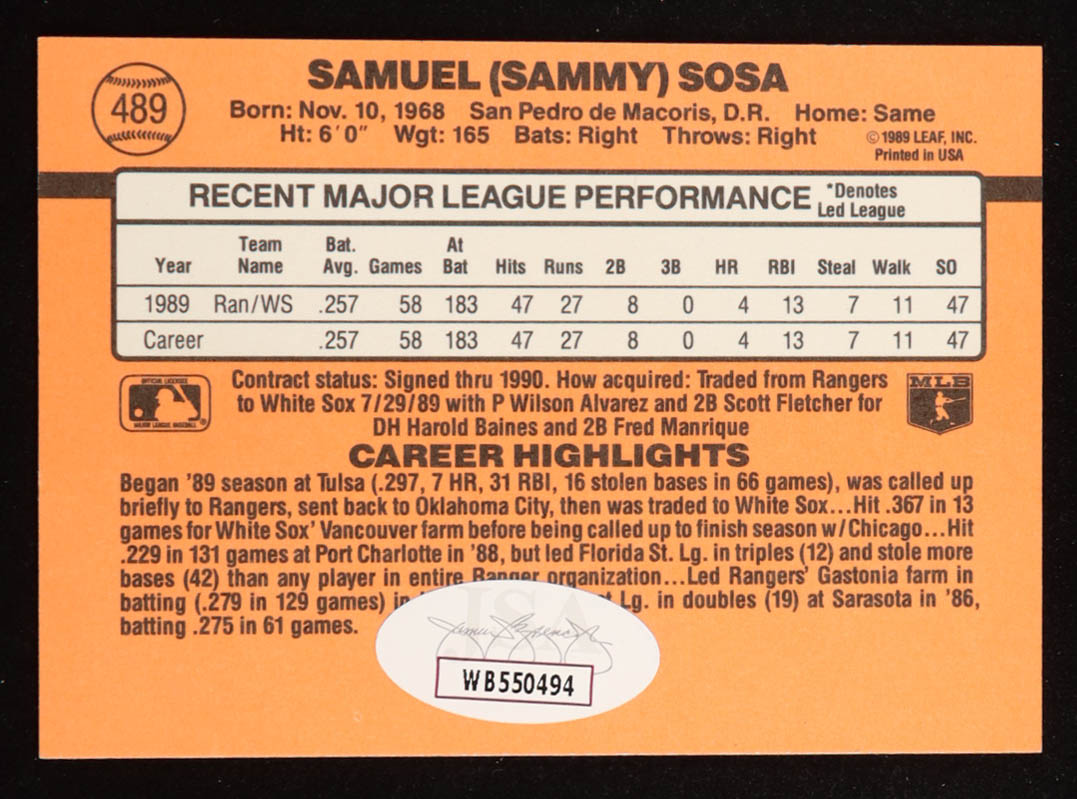 489
SAMUEL (SAMMY) SOSA
Born: Nov. 10, 1968 San Pedro de Macoris, D.R. Home: Same
Ht: 6'0" Wgt: 165 Bats: Right Throws: Right
© 1989 LEAF, INC.
Printed in USA
RECENT MAJOR LEAGUE PERFORMANCE *Denotes Led League
Year Team Name Bat. Avg. Games At Bat Hits Runs 2B 3B HR RBI Steal Walk SO
1989 Ran/WS .257 58 183 47 27 8 0 4 13 7 11 47
Career .257 58 183 47 27 8 0 4 13 7 11 47
OFFICIAL LICENSEE
MAJOR LEAGUE BASEBALL ®
MLB
Contract status: Signed thru 1990. How acquired: Traded from Rangers
to White Sox 7/29/89 with P Wilson Alvarez and 2B Scott Fletcher for
DH Harold Baines and 2B Fred Manrique
CAREER HIGHLIGHTS
Began '89 season at Tulsa (.297, 7 HR, 31 RBI, 16 stolen bases in 66 games), was called up
briefly to Rangers, sent back to Oklahoma City, then was traded to White Sox...Hit .367 in 13
games for White Sox' Vancouver farm before being called up to finish season w/Chicago...Hit
.229 in 131 games at Port Charlotte in '88, but led Florida St. Lg. in triples (12) and stole more
bases (42) than any player in entire Ranger organization...Led Rangers' Gastonia farm in
batting (.279 in 129 games) Lg. in doubles (19) at Sarasota in '86,
batting .275 in 61 games.
JSA
WB550494